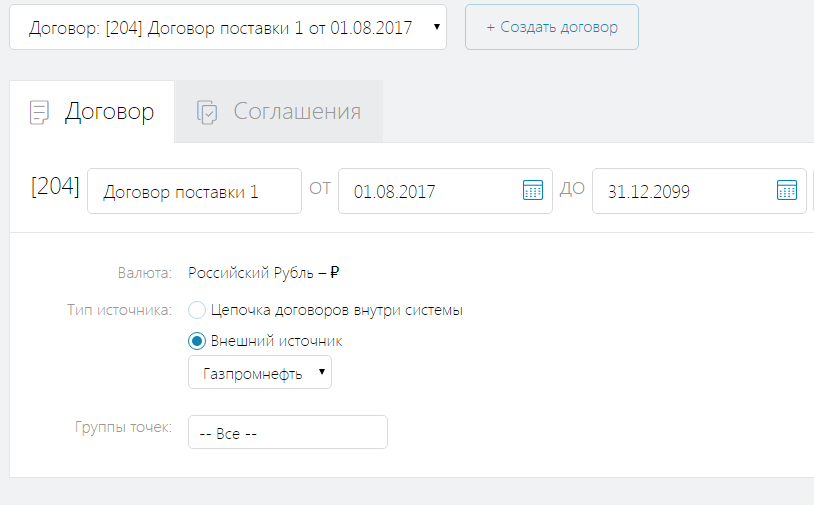 Договор: [204] Договор поставки 1 от 01.08.2017
+ Создать договор
Договор
Соглашения
[204] Договор поставки 1 ОТ 01.08.2017 ДО 31.12.2099
Валюта: Российский Рубль – ₽
Тип источника: Цепочка договоров внутри системы
Внешний источник
Газпромнефть
Группы точек: -- Все --